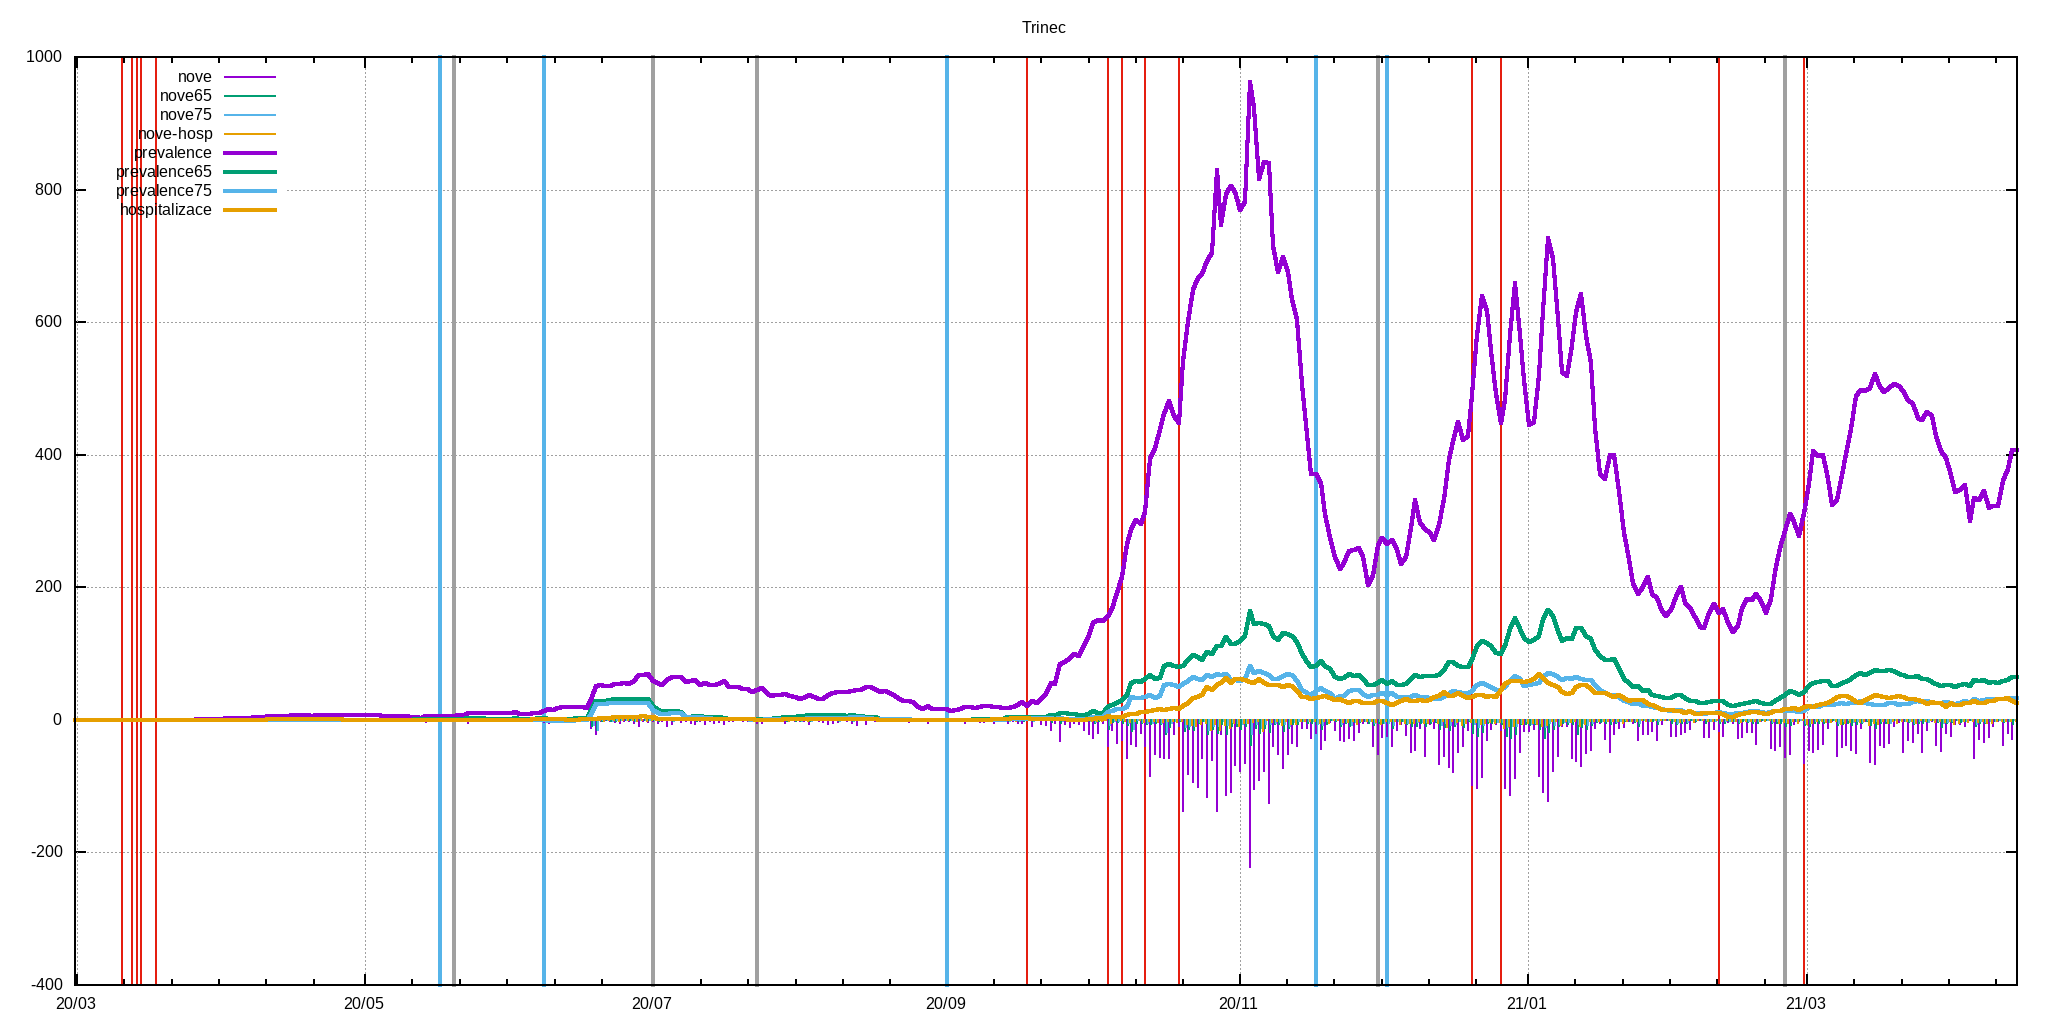 Trinec
1000
nove
nove65
nove75
nove-hosp
prevalence
prevalence65
prevalence75
hospitalizace
800
600
400
200
0
-200
-400
20/03 20/05 20/07 20/09 20/11 21/01 21/03